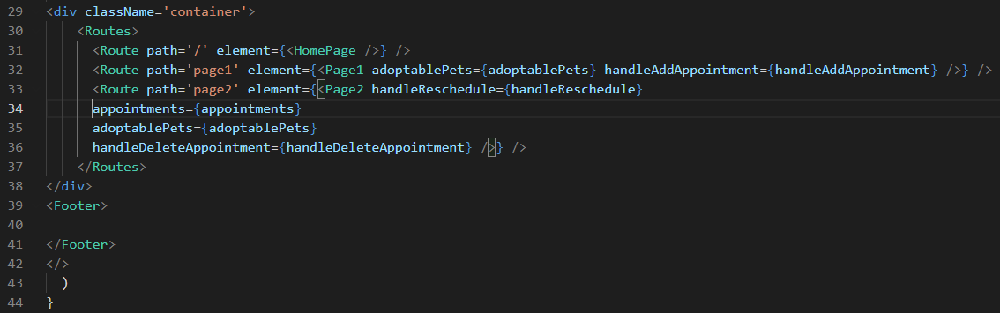 29 <div className='container'>
30 <Routes>
31 <Route path='/' element={<HomePage />} />
32 <Route path='page1' element={<Page1 adoptablePets={adoptablePets} handleAddAppointment={handleAddAppointment} />} />
33 <Route path='page2' element={<Page2 handleReschedule={handleReschedule}
34 appointments={appointments}
35 adoptablePets={adoptablePets}
36 handleDeleteAppointment={handleDeleteAppointment} />} />
37 </Routes>
38 </div>
39 <Footer>
40
41 </Footer>
42 </>
43 )
44 }